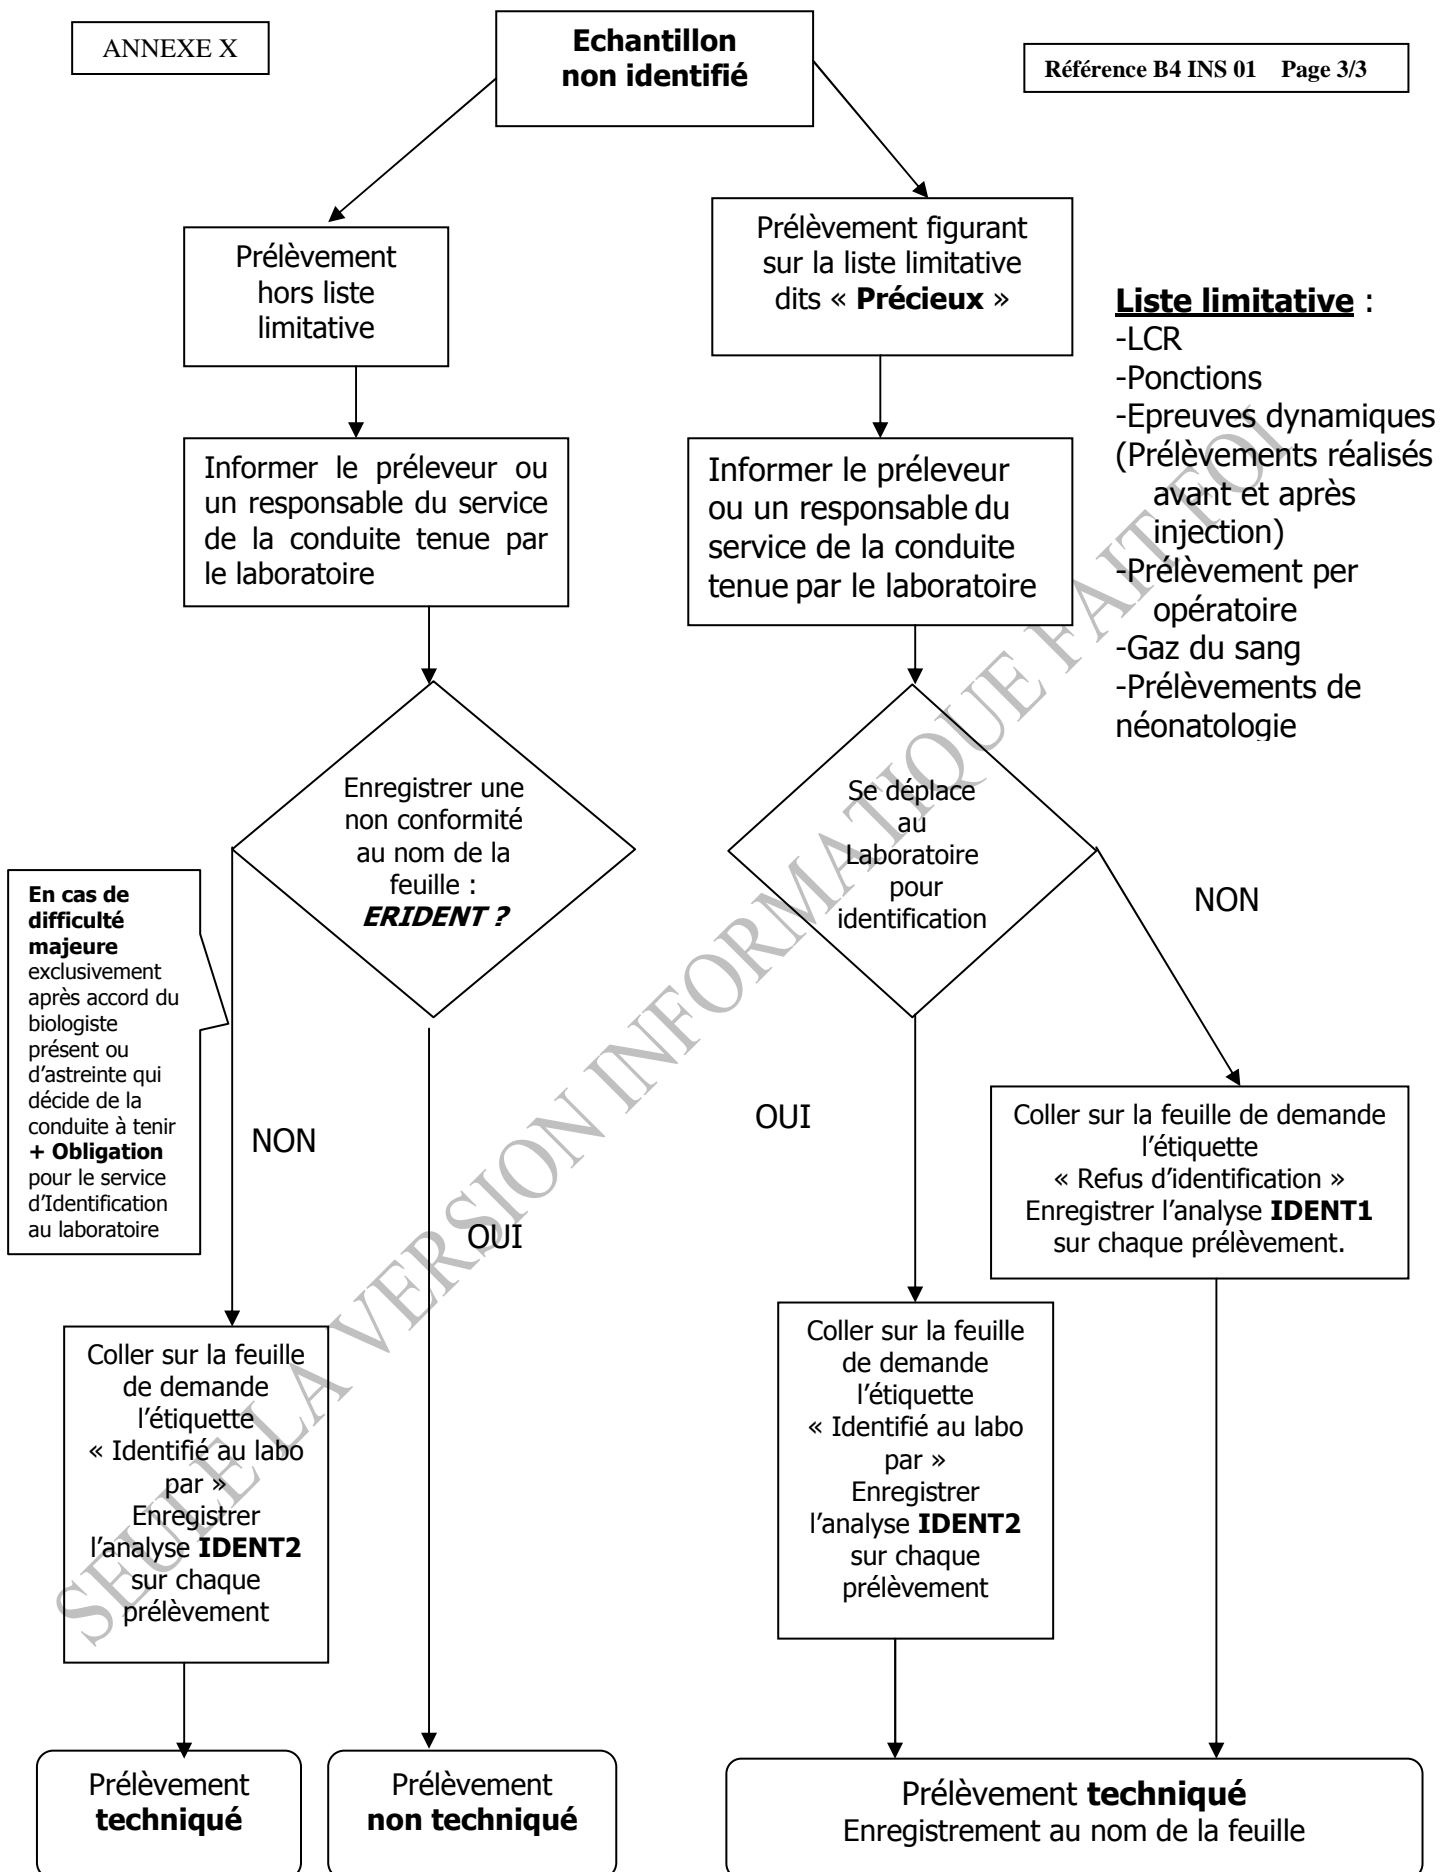 ANNEXE X
Echantillon
non identifié
Référence B4 INS 01    Page 3/3
Prélèvement
hors liste
limitative
Prélèvement figurant
sur la liste limitative
dits « Précieux »
Liste limitative :
-LCR
-Ponctions
-Epreuves dynamiques
(Prélèvements réalisés
avant et après
injection)
-Prélèvement per
opératoire
-Gaz du sang
-Prélèvements de
néonatologie
Informer le préleveur ou
un responsable du service
de la conduite tenue par
le laboratoire
Informer le préleveur
ou un responsable du
service de la conduite
tenue par le laboratoire
Enregistrer une
non conformité
au nom de la
feuille :
ERIDENT ?
Se déplace
au
Laboratoire
pour
identification
En cas de
difficulté
majeure
exclusivement
après accord du
biologiste
présent ou
d’astreinte qui
décide de la
conduite à tenir
+ Obligation
pour le service
d’Identification
au laboratoire
NON
OUI
OUI
NON
Coller sur la feuille de demande
l’étiquette
« Refus d’identification »
Enregistrer l’analyse IDENT1
sur chaque prélèvement.
Coller sur la feuille
de demande
l’étiquette
« Identifié au labo
par »
Enregistrer
l’analyse IDENT2
sur chaque
prélèvement
Coller sur la feuille
de demande
l’étiquette
« Identifié au labo
par »
Enregistrer
l’analyse IDENT2
sur chaque
prélèvement
Prélèvement
techniqué
Prélèvement
non techniqué
Prélèvement techniqué
Enregistrement au nom de la feuille
SEULE LA VERSION INFORMATIQUE FAIT FOI